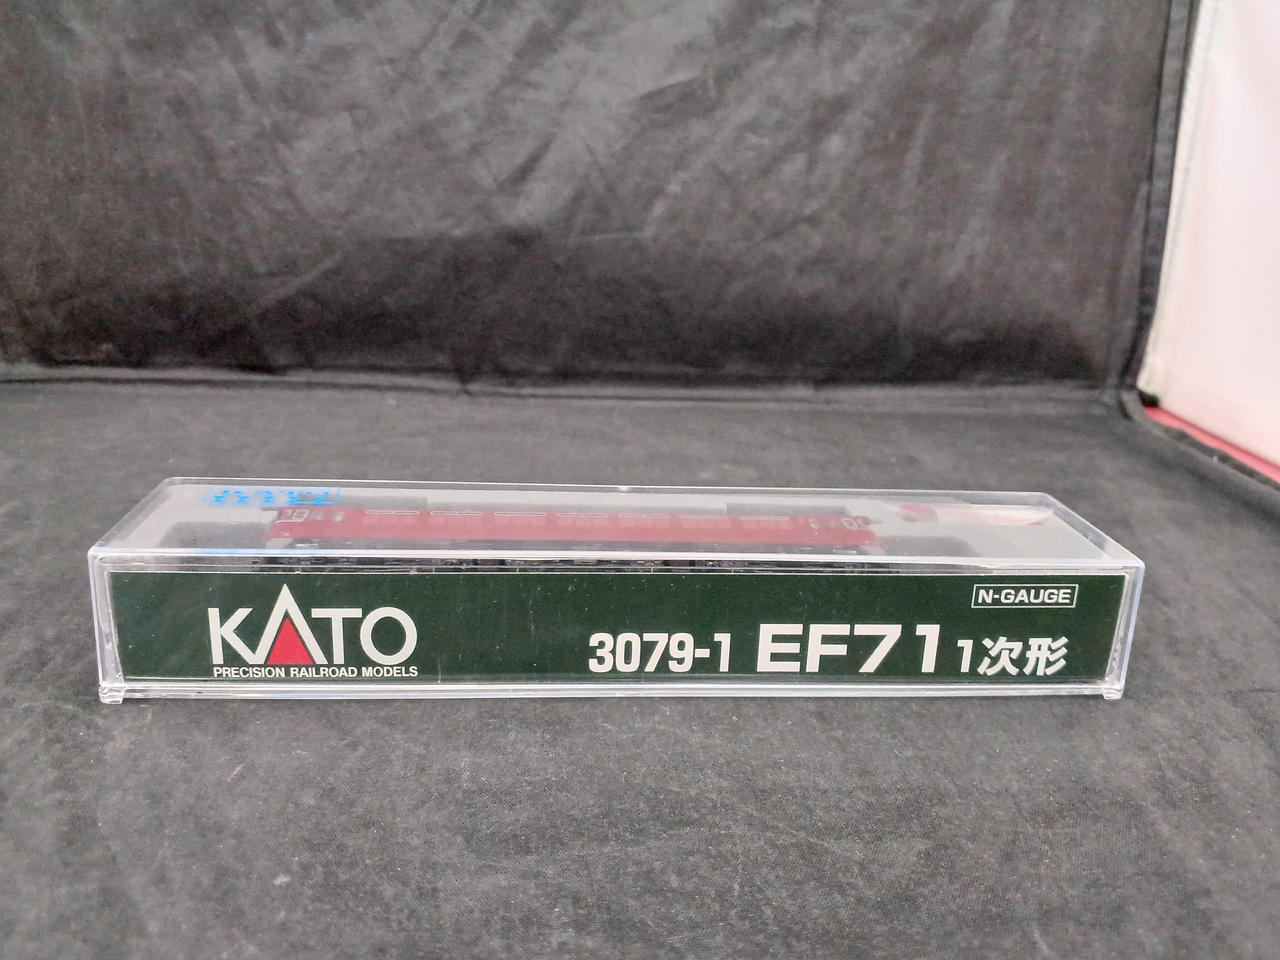 N-GAUGE
KATO
PRECISION RAILROAD MODELS
3079-1 EF71 1次形